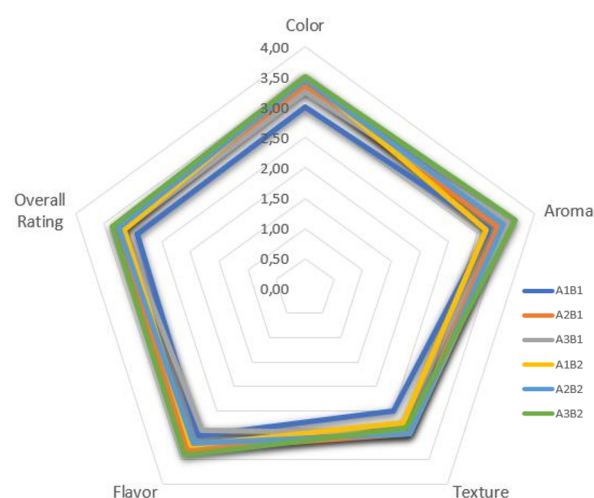 Color
4,00
3,50
3,00
2,50
2,00
1,50
1,00
0,50
0,00
Overall
Rating
Aroma
A1B1
A2B1
A3B1
A1B2
A2B2
A3B2
Flavor
Texture